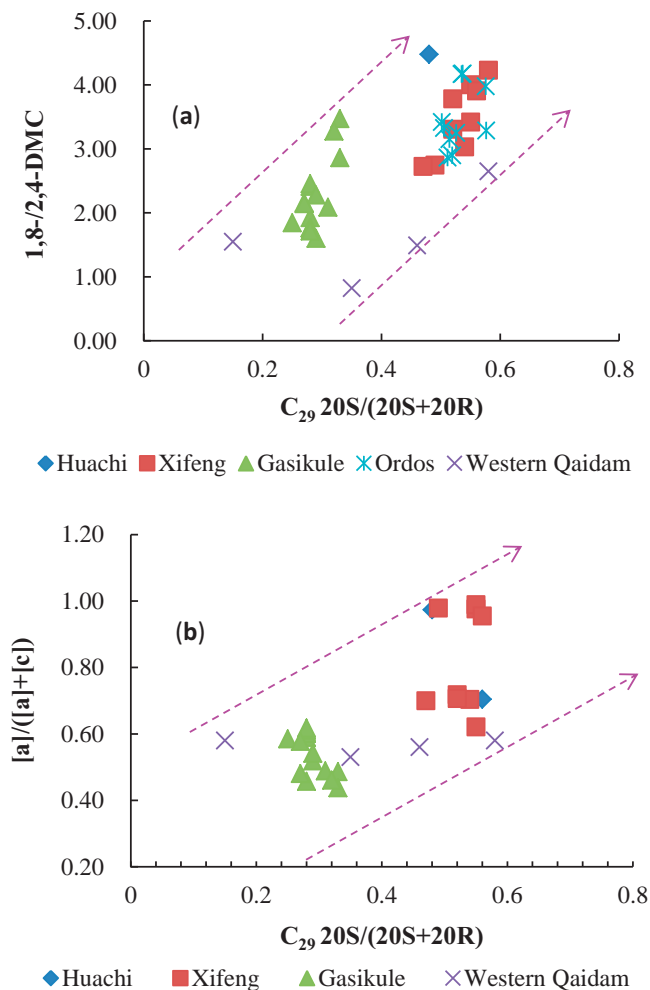 5.00
4.00
3.00
2.00
1.00
0.00
1,8-/2,4-DMC
(a)
0 0.2 0.4 0.6 0.8
C₂₉ 20S/(20S+20R)
Huachi Xifeng Gasikule Ordos Western Qaidam
1.20
1.00
0.80
0.60
0.40
0.20
[a]/([a]+[c])
(b)
0 0.2 0.4 0.6 0.8
C₂₉ 20S/(20S+20R)
Huachi Xifeng Gasikule Western Qaidam